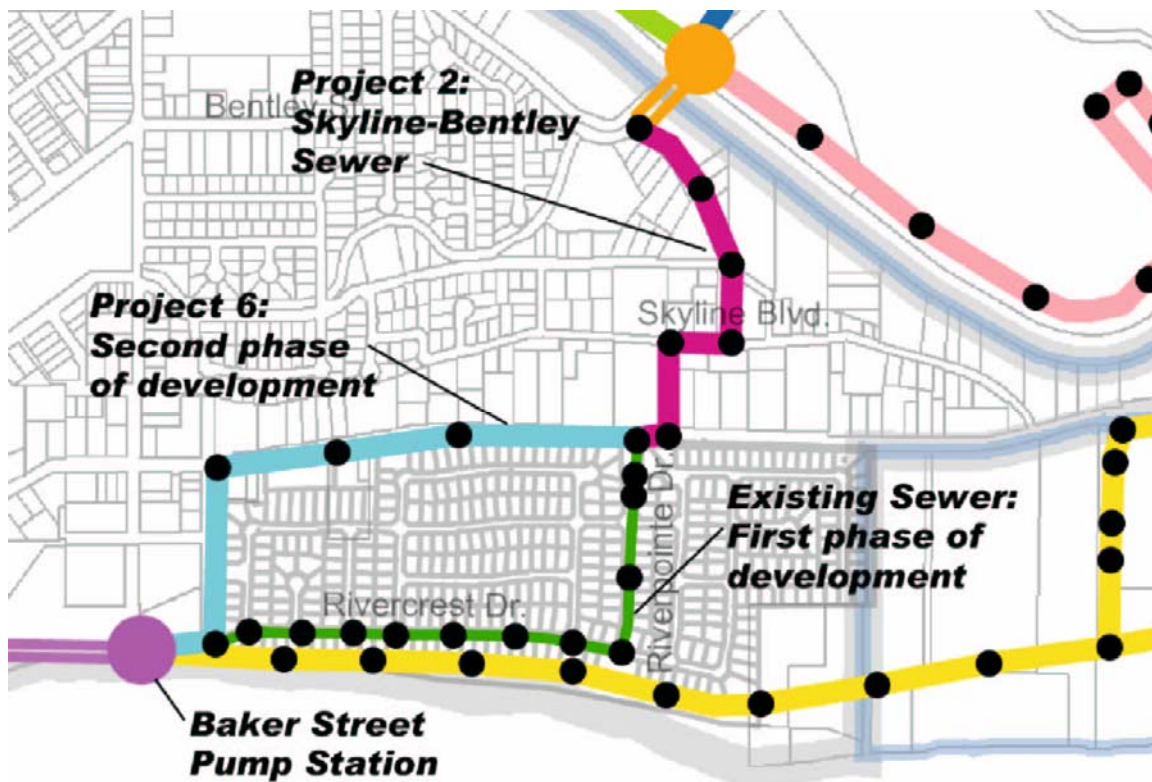 Project 2:
Skyline-Bentley
Sewer
Bentley St.
Skyline Blvd.
Project 6:
Second phase
of development
Existing Sewer:
First phase of
development
Riverpointe Dr.
Rivercrest Dr.
Baker Street
Pump Station